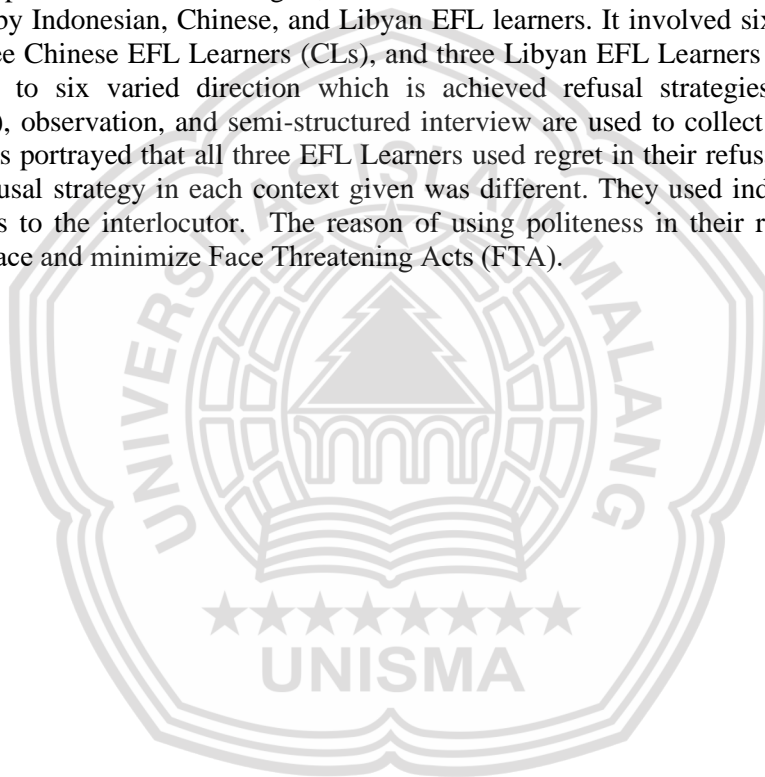 by Indonesian, Chinese, and Libyan EFL learners. It involved six
ee Chinese EFL Learners (CLs), and three Libyan EFL Learners
to six varied direction which is achieved refusal strategies
), observation, and semi-structured interview are used to collect
s portrayed that all three EFL Learners used regret in their refus
usal strategy in each context given was different. They used ind
s to the interlocutor. The reason of using politeness in their r
ace and minimize Face Threatening Acts (FTA).
UNIVERSITAS ISLAM MALANG
UNISMA